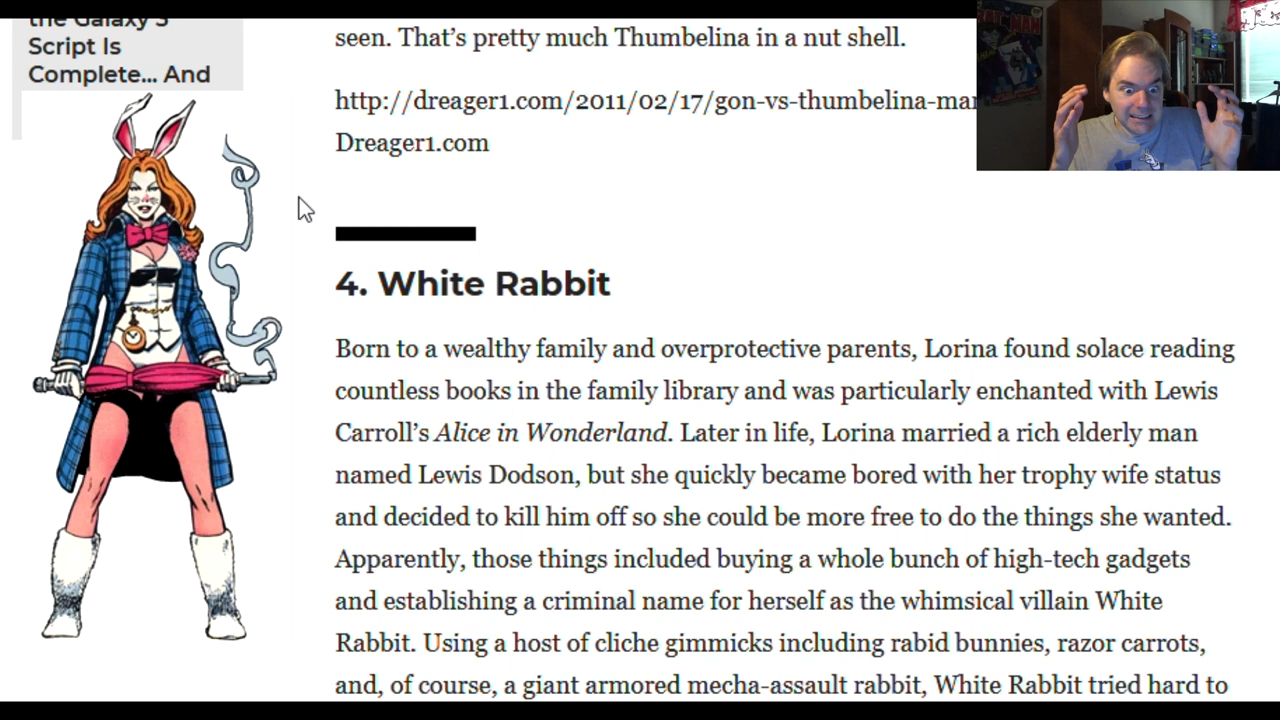 the Galaxy 3
Script Is
Complete... And
seen. That’s pretty much Thumbelina in a nut shell.
http://dreager1.com/2011/02/17/gon-vs-thumbelina-mar
Dreager1.com
4. White Rabbit
Born to a wealthy family and overprotective parents, Lorina found solace reading
countless books in the family library and was particularly enchanted with Lewis
Carroll’s Alice in Wonderland. Later in life, Lorina married a rich elderly man
named Lewis Dodson, but she quickly became bored with her trophy wife status
and decided to kill him off so she could be more free to do the things she wanted.
Apparently, those things included buying a whole bunch of high-tech gadgets
and establishing a criminal name for herself as the whimsical villain White
Rabbit. Using a host of cliche gimmicks including rabid bunnies, razor carrots,
and, of course, a giant armored mecha-assault rabbit, White Rabbit tried hard to